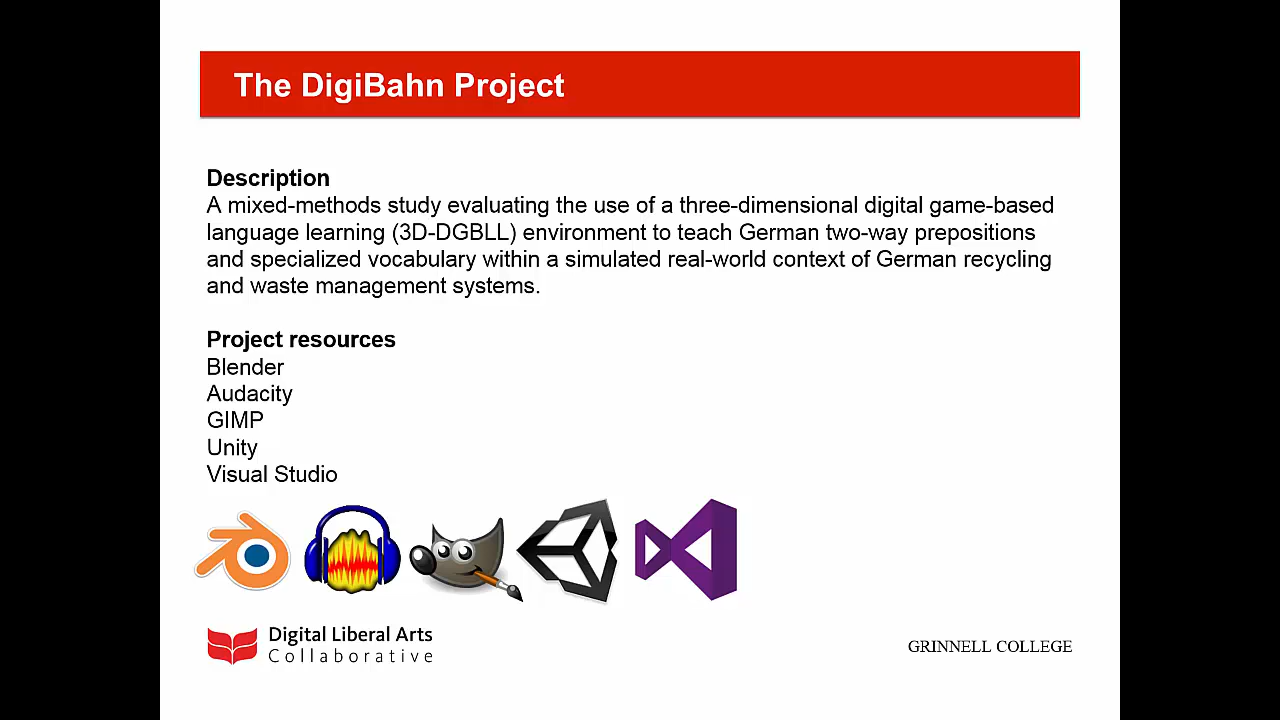 The DigiBahn Project
Description
A mixed-methods study evaluating the use of a three-dimensional digital game-based
language learning (3D-DGBLL) environment to teach German two-way prepositions
and specialized vocabulary within a simulated real-world context of German recycling
and waste management systems.
Project resources
Blender
Audacity
GIMP
Unity
Visual Studio
Digital Liberal Arts
Collaborative
GRINNELL COLLEGE